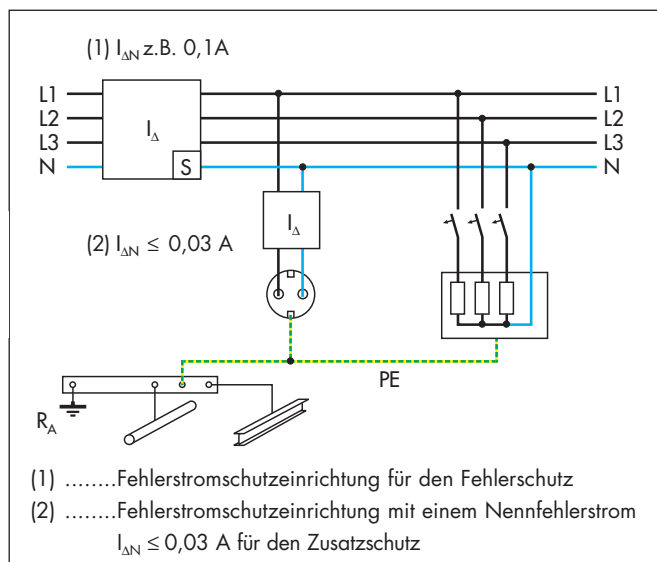 (1) I∆N z.B. 0,1A
L1 L1
L2 L2
L3 L3
I∆
N S N
I∆
(2) I∆N ≤ 0,03 A
PE
RA
(1) ........Fehlerstromschutzeinrichtung für den Fehlerschutz
(2) ........Fehlerstromschutzeinrichtung mit einem Nennfehlerstrom
I∆N ≤ 0,03 A für den Zusatzschutz